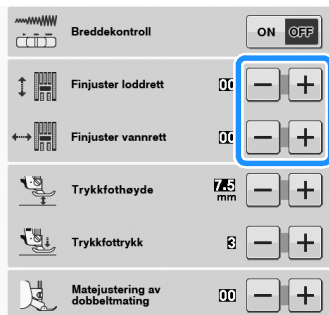 Breddekontroll ON OFF
Finjuster loddrett 00 − +
Finjuster vannrett 00 − +
Trykkfothøyde 7.5 mm − +
Trykkfottrykk 3 − +
Matejustering av
dobbeltmating 00 − +